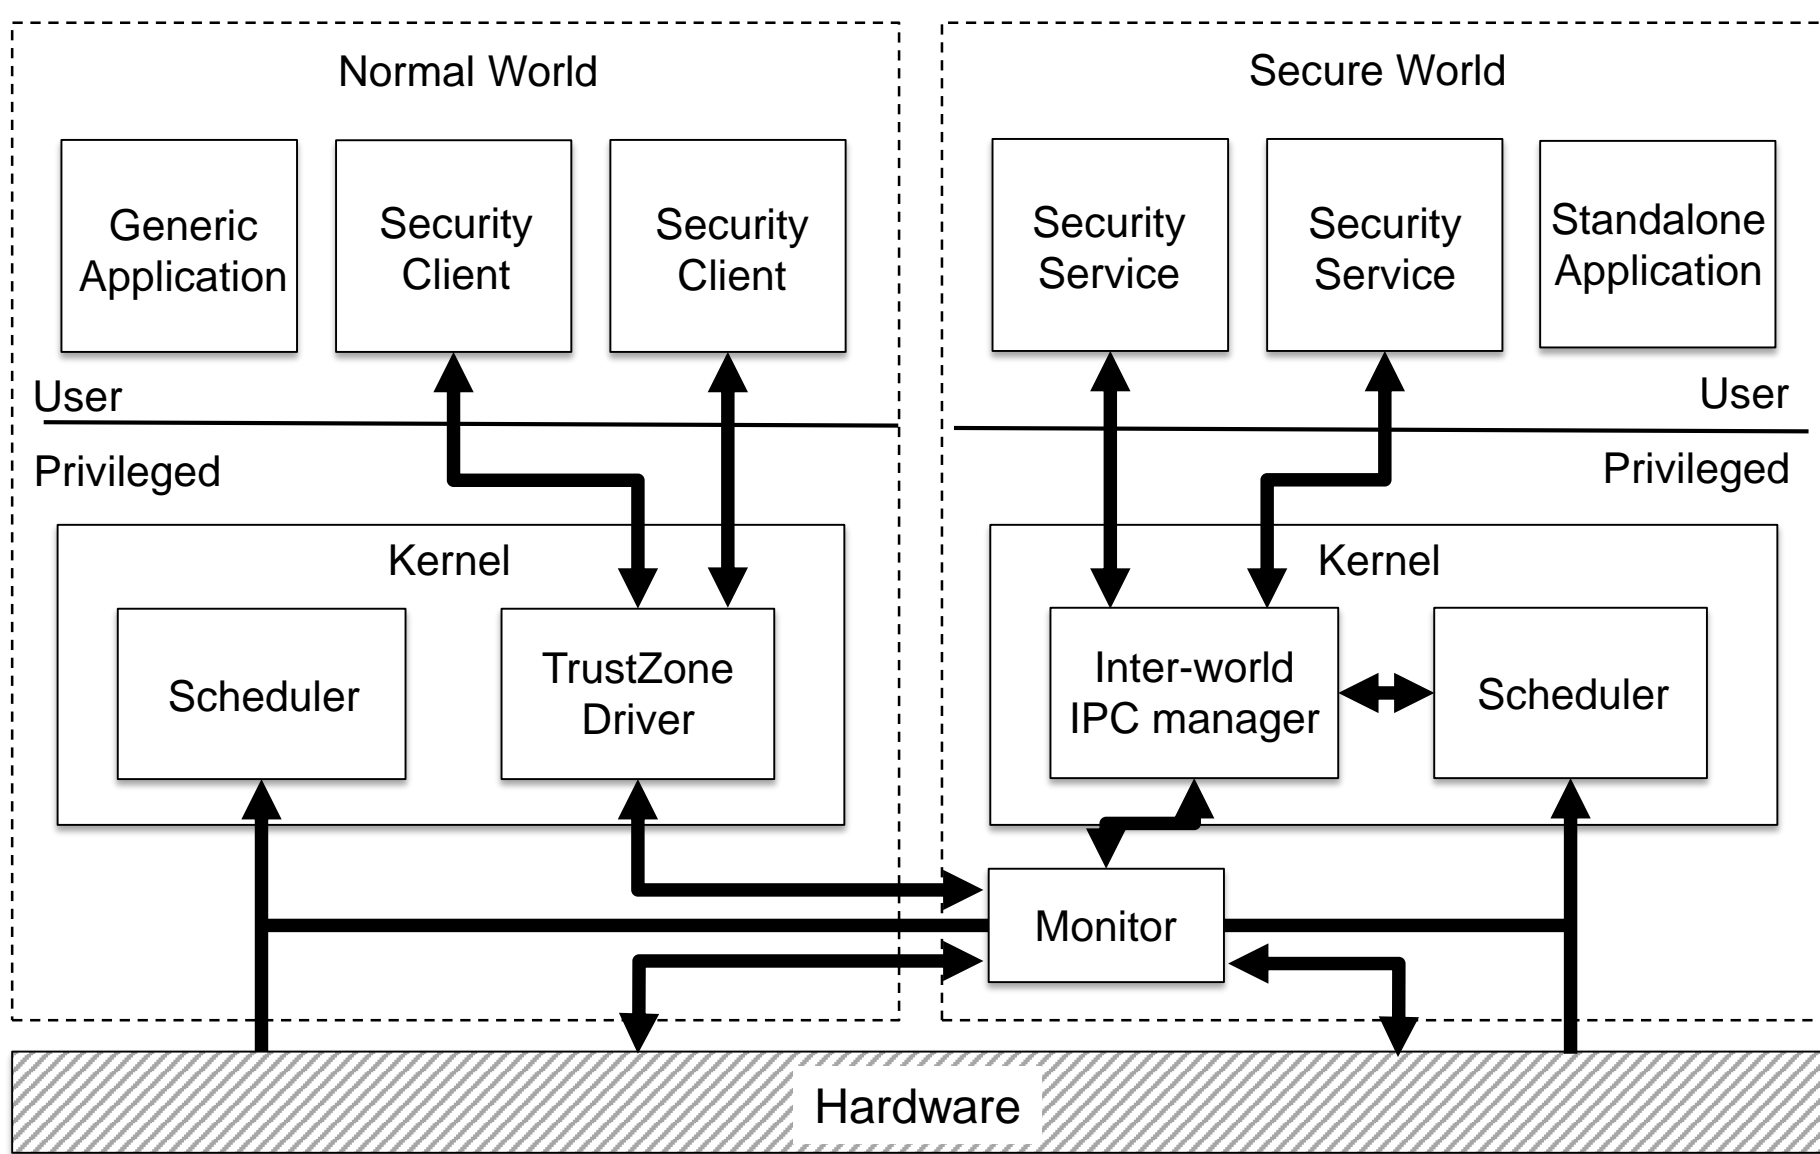 Normal World
Generic
Application
Security
Client
Security
Client
User
Privileged
Kernel
Scheduler
TrustZone
Driver
Secure World
Security
Service
Security
Service
Standalone
Application
User
Privileged
Kernel
Inter-world
IPC manager
Scheduler
Monitor
Hardware